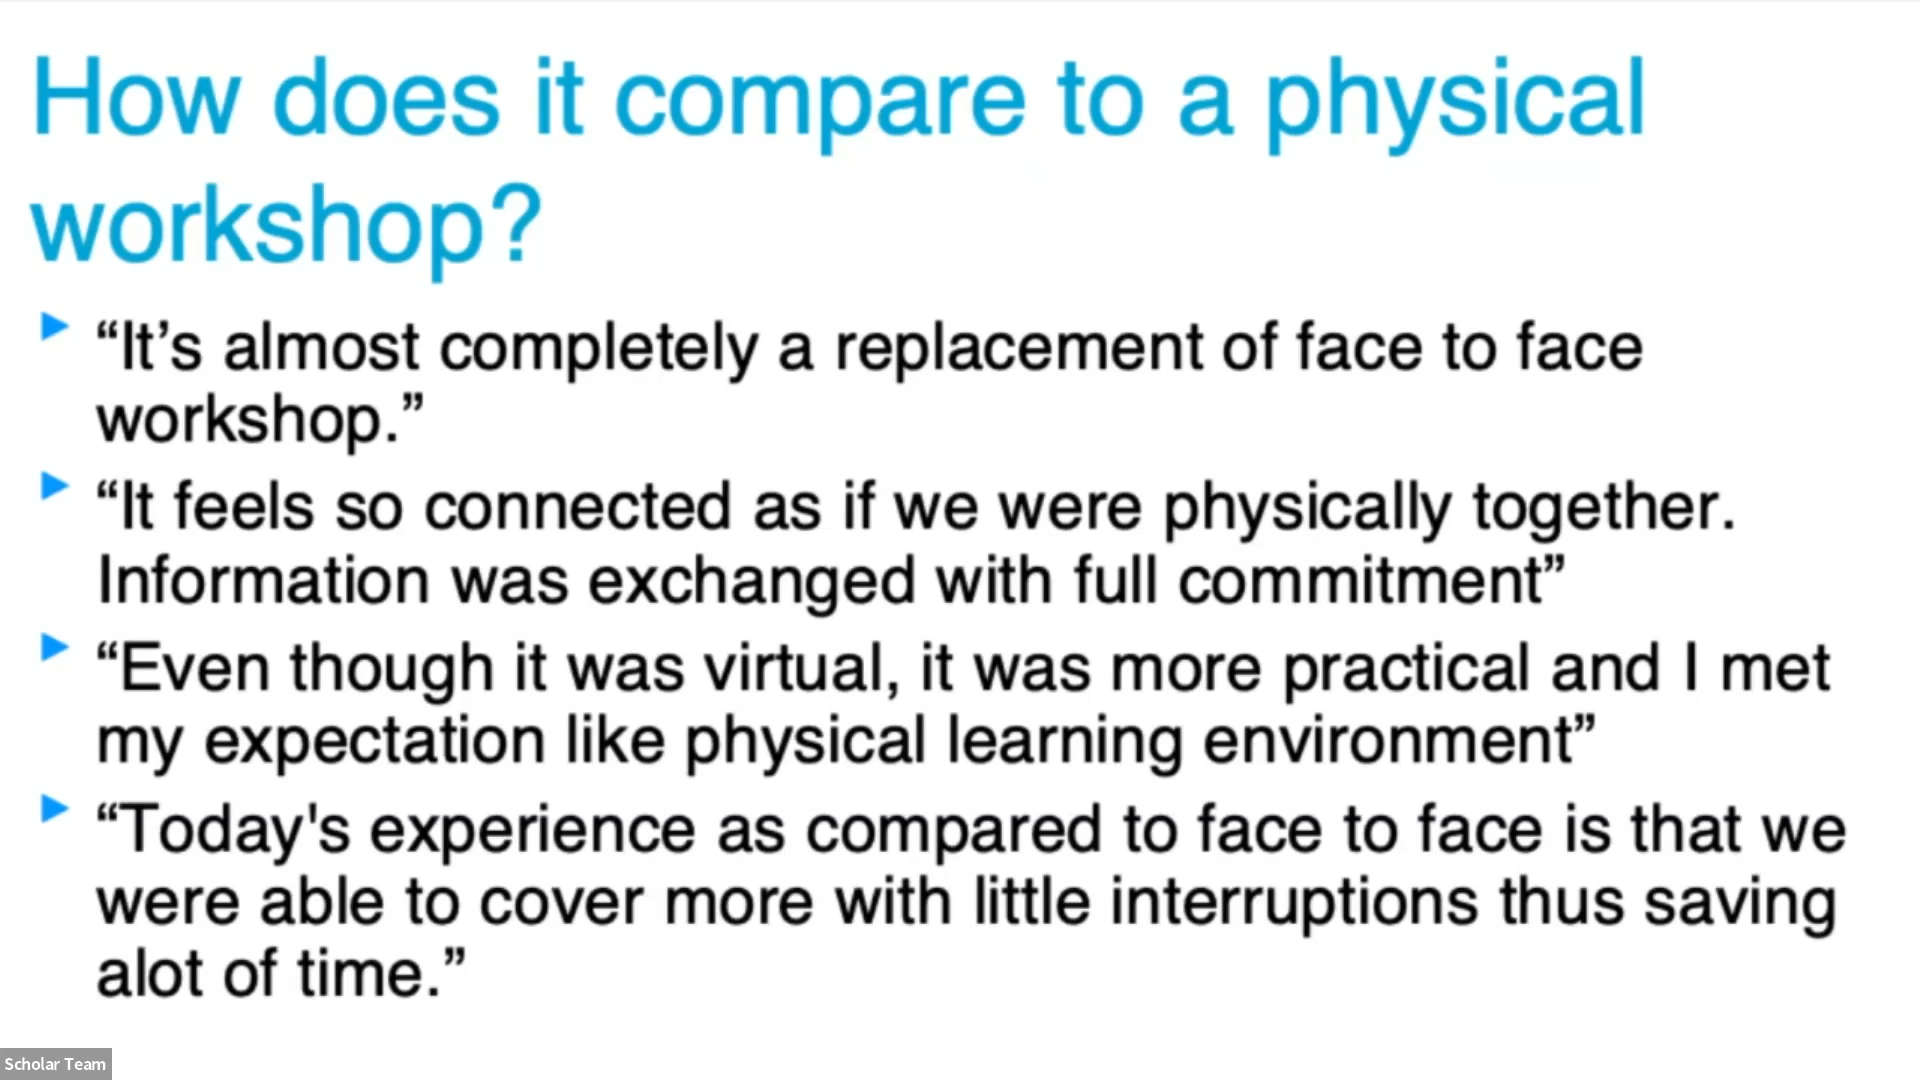 How does it compare to a physical
workshop?
“It’s almost completely a replacement of face to face
workshop.”
“It feels so connected as if we were physically together.
Information was exchanged with full commitment”
“Even though it was virtual, it was more practical and I met
my expectation like physical learning environment”
“Today's experience as compared to face to face is that we
were able to cover more with little interruptions thus saving
alot of time.”
Scholar Team